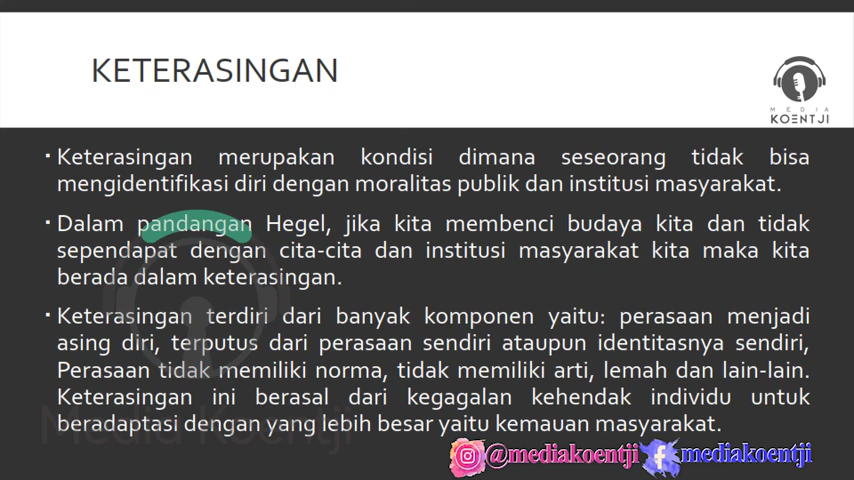 KETERASINGAN
MEDIA
KOENTJI
▪ Keterasingan merupakan kondisi dimana seseorang tidak bisa
mengidentifikasi diri dengan moralitas publik dan institusi masyarakat.
▪ Dalam pandangan Hegel, jika kita membenci budaya kita dan tidak
sependapat dengan cita-cita dan institusi masyarakat kita maka kita
berada dalam keterasingan.
▪ Keterasingan terdiri dari banyak komponen yaitu: perasaan menjadi
asing diri, terputus dari perasaan sendiri ataupun identitasnya sendiri,
Perasaan tidak memiliki norma, tidak memiliki arti, lemah dan lain-lain.
Keterasingan ini berasal dari kegagalan kehendak individu untuk
beradaptasi dengan yang lebih besar yaitu kemauan masyarakat.
Media Koentji
@mediakoentji mediakoentji